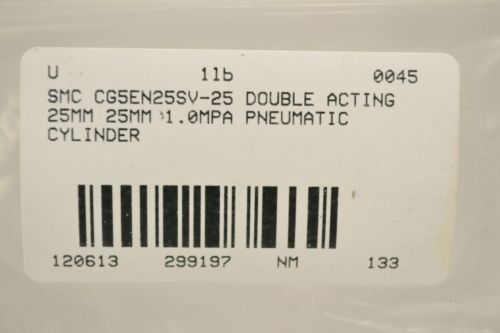 U 1lb 0045
SMC CG5EN25SV-25 DOUBLE ACTING
25MM 25MM 1.0MPA PNEUMATIC
CYLINDER
120613 299197 NM 133